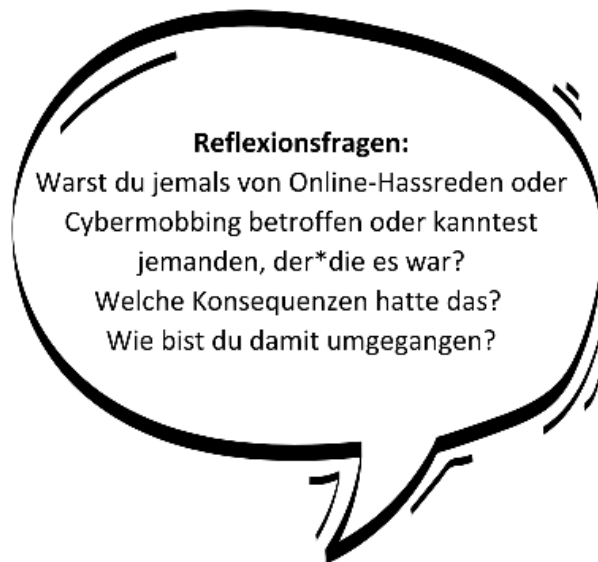 Reflexionsfragen:
Warst du jemals von Online-Hassreden oder
Cybermobbing betroffen oder kanntest
jemanden, der*die es war?
Welche Konsequenzen hatte das?
Wie bist du damit umgegangen?